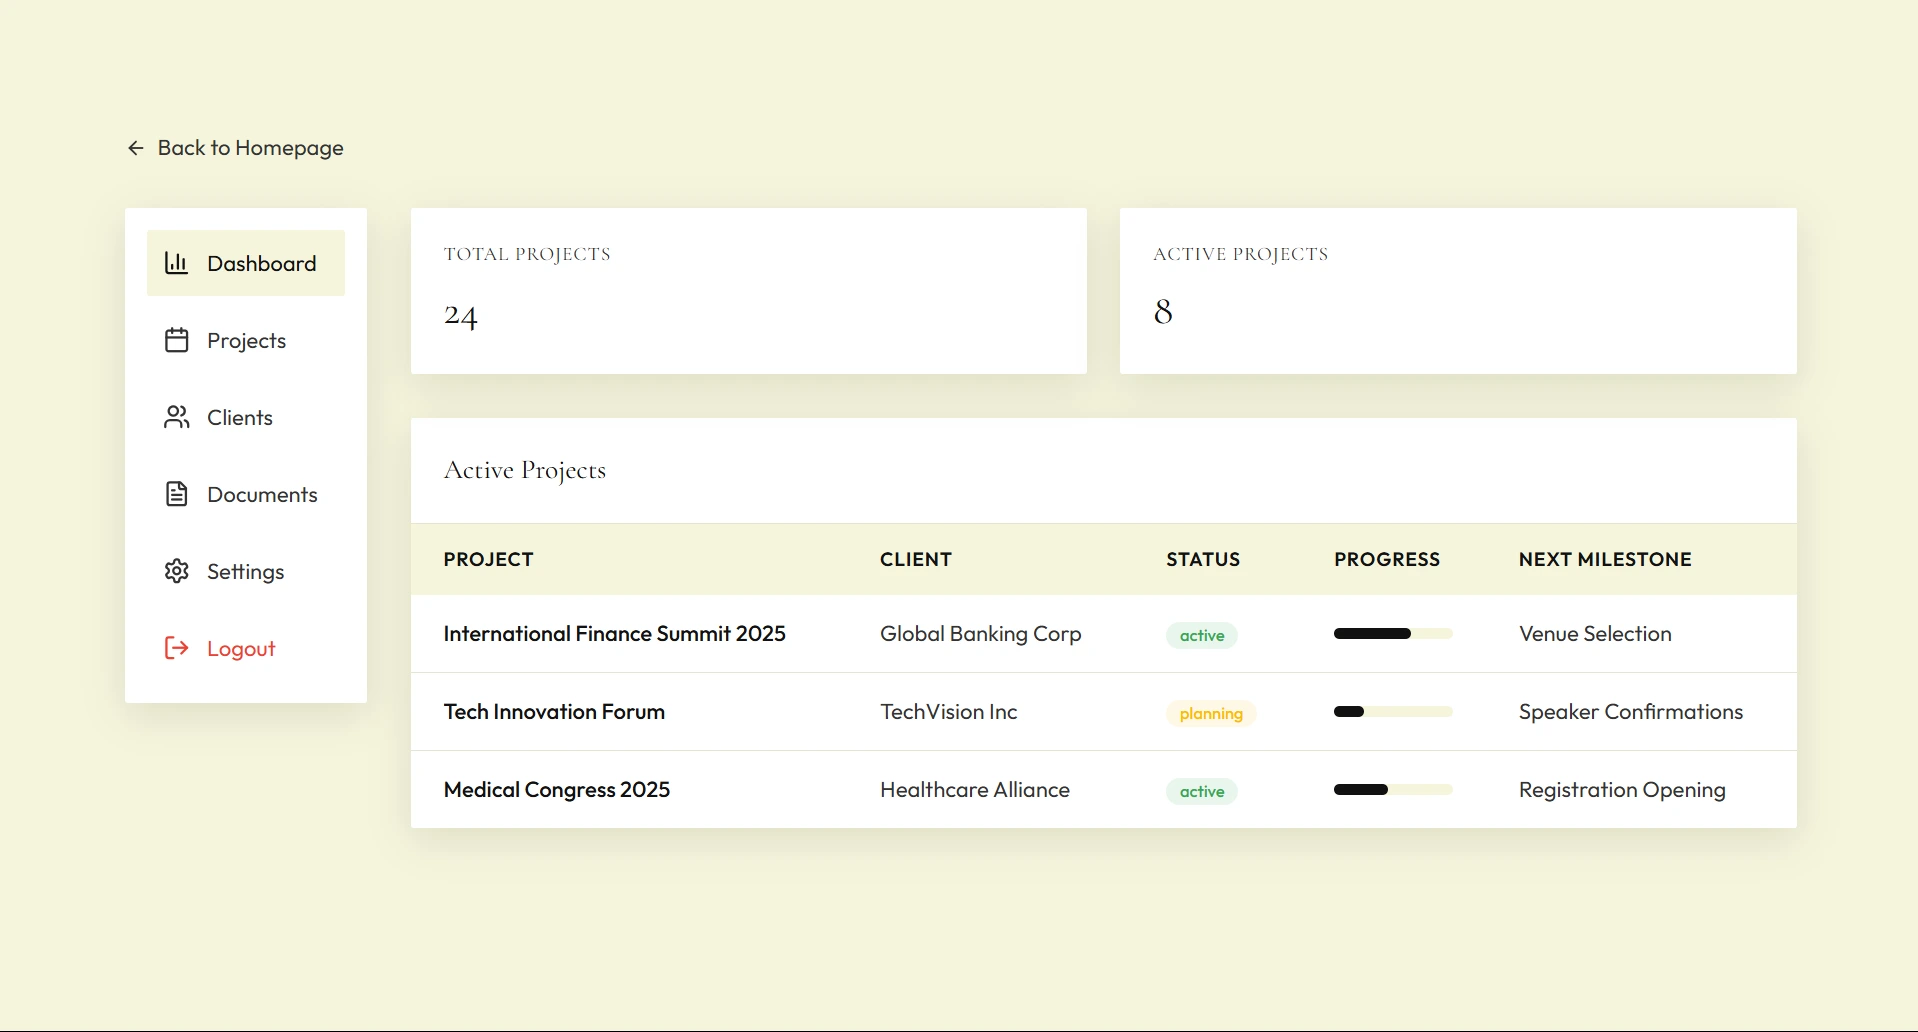 Back to Homepage
Dashboard
Projects
Clients
Documents
Settings
Logout
TOTAL PROJECTS
24
ACTIVE PROJECTS
8
Active Projects
PROJECT CLIENT STATUS PROGRESS NEXT MILESTONE
International Finance Summit 2025 Global Banking Corp active Venue Selection
Tech Innovation Forum TechVision Inc planning Speaker Confirmations
Medical Congress 2025 Healthcare Alliance active Registration Opening